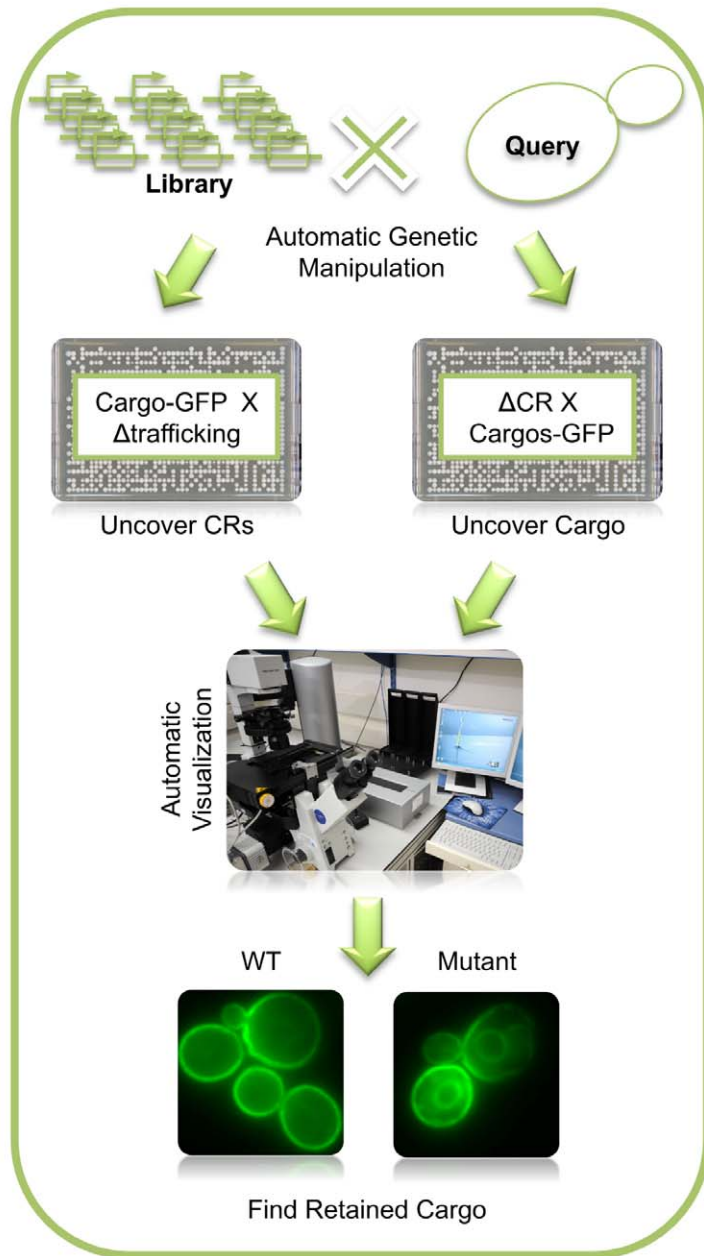 Library
Query
Automatic Genetic
Manipulation
Cargo-GFP X
Δtrafficking
ΔCR X
Cargos-GFP
Uncover CRs
Uncover Cargo
Automatic
Visualization
WT
Mutant
Find Retained Cargo